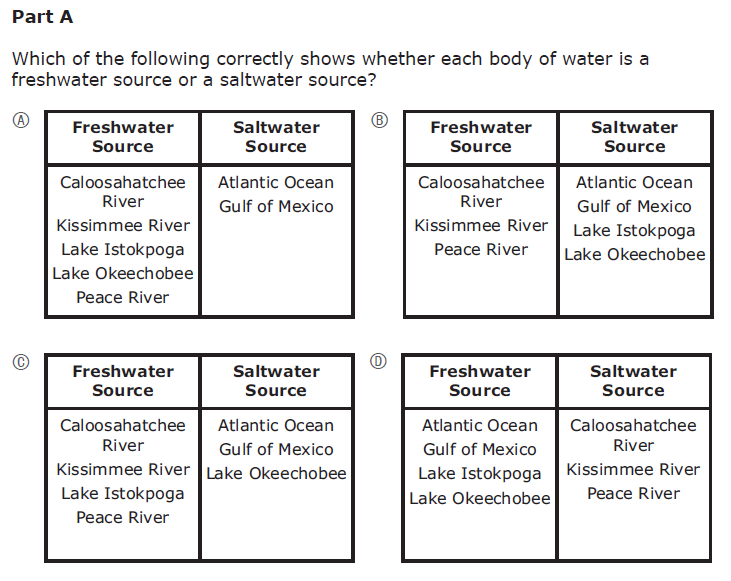 Part A
Which of the following correctly shows whether each body of water is a
freshwater source or a saltwater source?
Ⓐ
Freshwater
Source
Saltwater
Source
Caloosahatchee
River
Kissimmee River
Lake Istokpoga
Lake Okeechobee
Peace River
Atlantic Ocean
Gulf of Mexico
Ⓑ
Freshwater
Source
Saltwater
Source
Caloosahatchee
River
Kissimmee River
Peace River
Atlantic Ocean
Gulf of Mexico
Lake Istokpoga
Lake Okeechobee
Ⓒ
Freshwater
Source
Saltwater
Source
Caloosahatchee
River
Kissimmee River
Lake Istokpoga
Peace River
Atlantic Ocean
Gulf of Mexico
Lake Okeechobee
Ⓓ
Freshwater
Source
Saltwater
Source
Atlantic Ocean
Gulf of Mexico
Lake Istokpoga
Lake Okeechobee
Caloosahatchee
River
Kissimmee River
Peace River